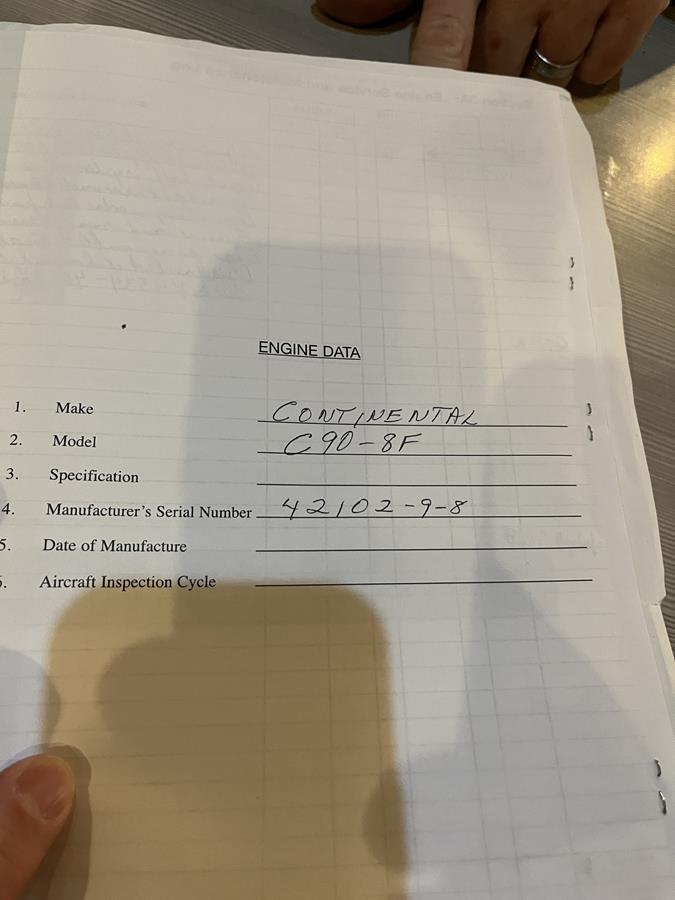 ENGINE DATA
1. Make CONTINENTAL
2. Model C90-8F
3. Specification
4. Manufacturer's Serial Number 42102-9-8
5. Date of Manufacture
Aircraft Inspection Cycle